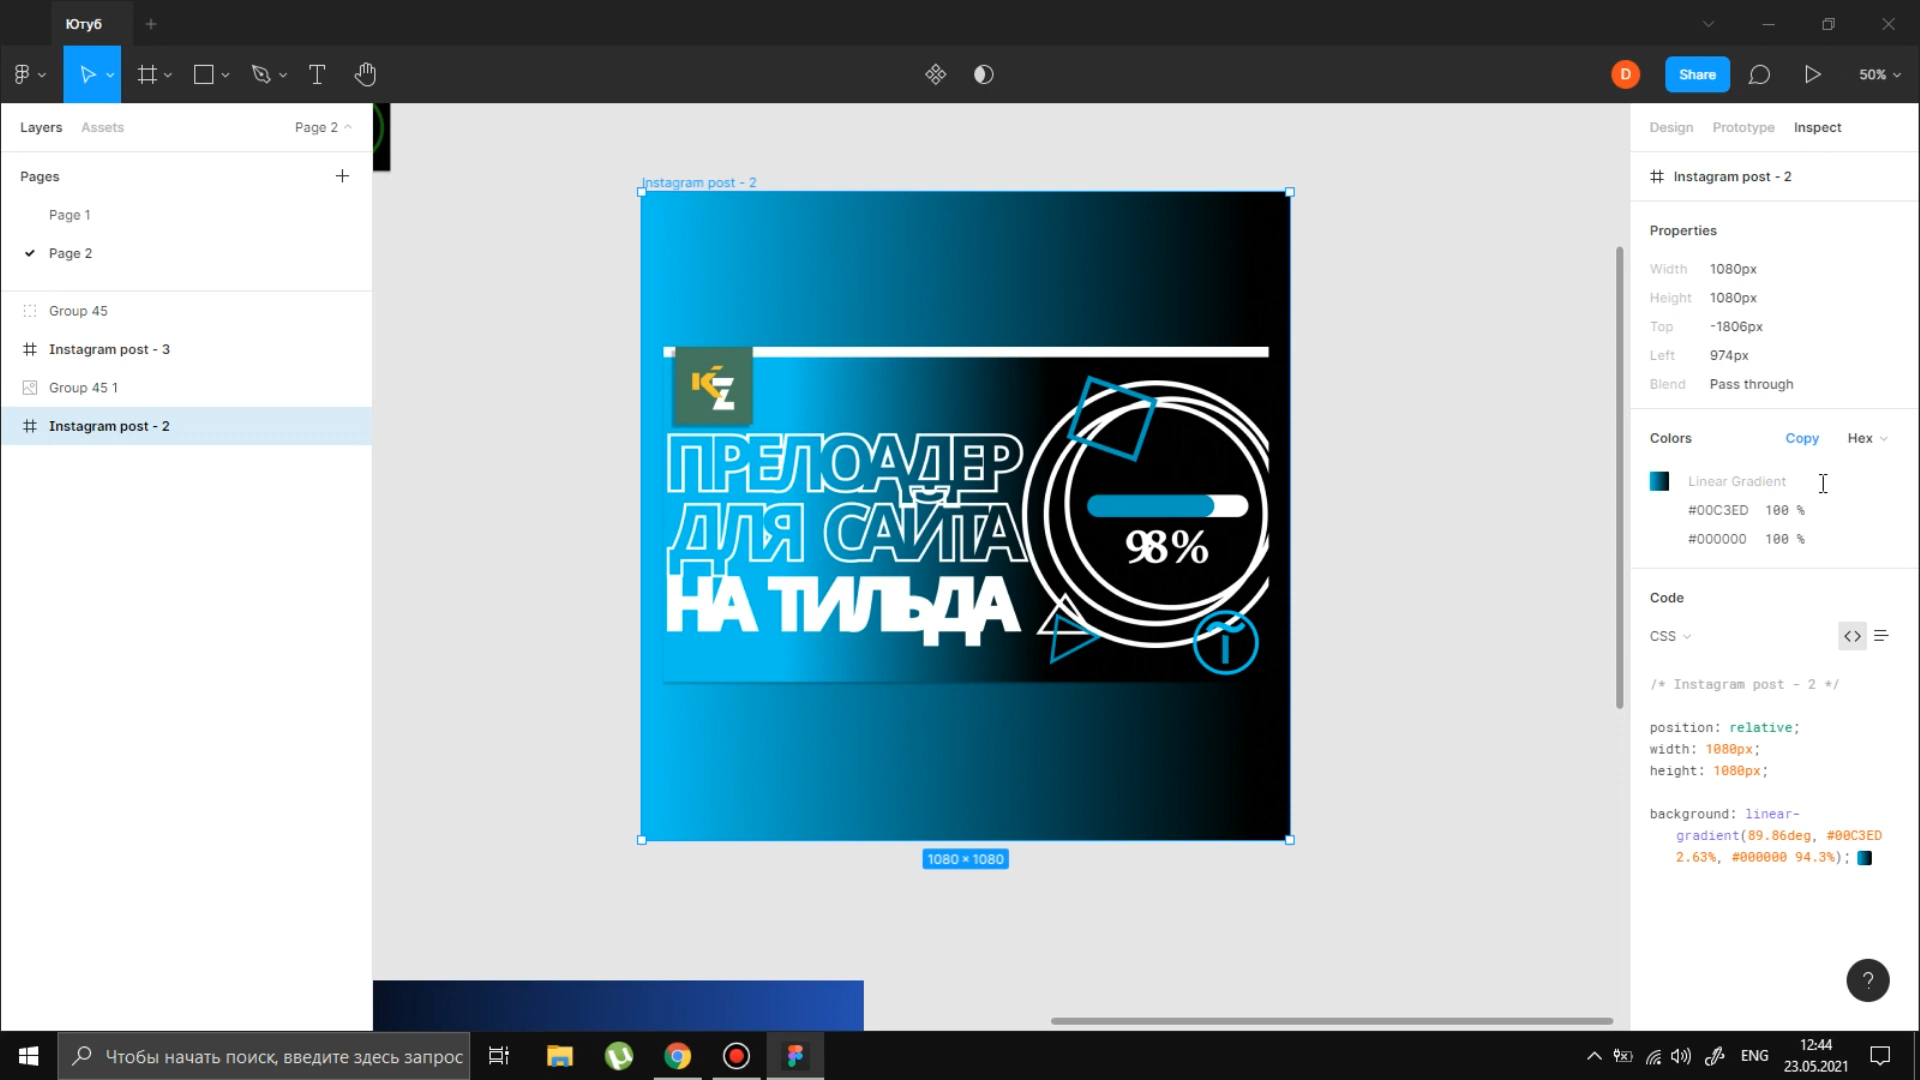 Ютуб
D
Share
50%
Layers
Assets
Page 2
Pages
Page 1
Page 2
Group 45
Instagram post - 3
Group 45 1
Instagram post - 2
Instagram post - 2
KZ
ПРЕЛОАДЕР
ДЛЯ САЙТА
НА ТИЛЬДА
98%
1080 × 1080
Design
Prototype
Inspect
Instagram post - 2
Properties
Width 1080px
Height 1080px
Top -1806px
Left 974px
Blend Pass through
Colors Copy Hex
Linear Gradient
#00C3ED 100 %
#000000 100 %
Code
CSS
/* Instagram post - 2 */
position: relative;
width: 1080px;
height: 1080px;
background: linear-
gradient(89.86deg, #00C3ED
2.63%, #000000 94.3%);
?
Чтобы начать поиск, введите здесь запрос
ENG
12:44
23.05.2021